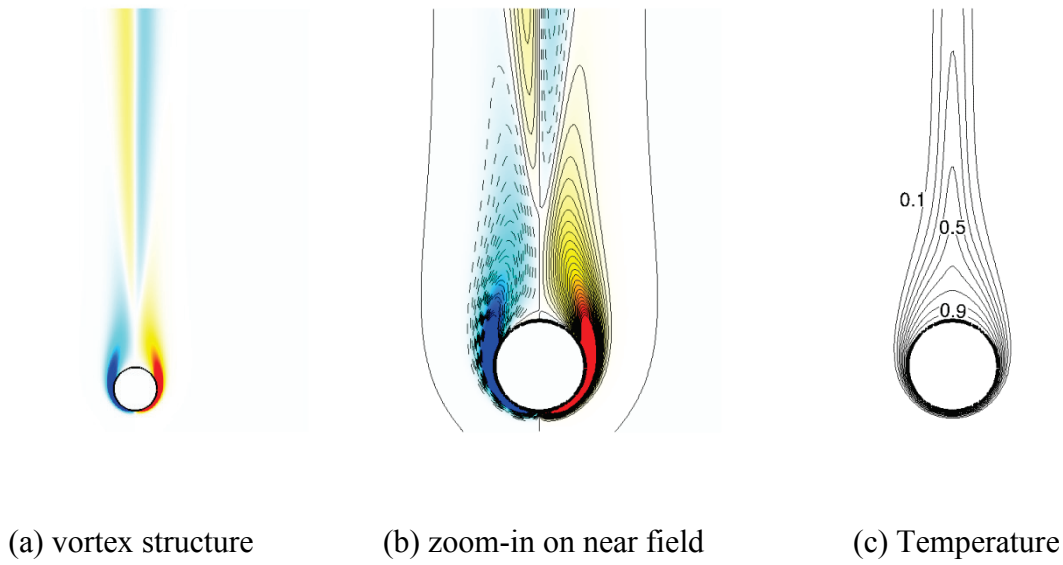 0.1
0.5
0.9
(a) vortex structure
(b) zoom-in on near field
(c) Temperature